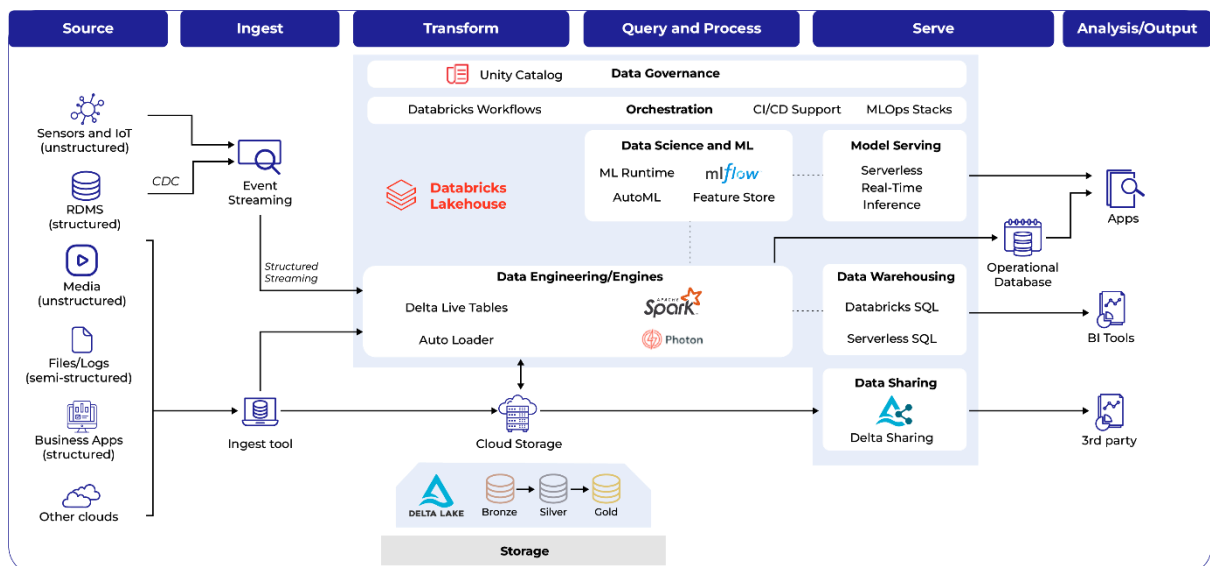 Source
Ingest
Transform
Query and Process
Serve
Analysis/Output
Unity Catalog
Data Governance
Databricks Workflows
Orchestration
CI/CD Support
MLOps Stacks
Sensors and IoT
(unstructured)
CDC
RDMS
(structured)
Media
(unstructured)
Files/Logs
(semi-structured)
Business Apps
(structured)
Other clouds
Event
Streaming
Structured
Streaming
Ingest tool
Databricks
Lakehouse
Data Science and ML
ML Runtime
mlflow
AutoML
Feature Store
Model Serving
Serverless
Real-Time
Inference
Data Engineering/Engines
Delta Live Tables
APACHE
Spark
Auto Loader
Photon
Data Warehousing
Databricks SQL
Serverless SQL
Operational
Database
Apps
BI Tools
Cloud Storage
Data Sharing
Delta Sharing
3rd party
DELTA LAKE
Bronze
Silver
Gold
Storage